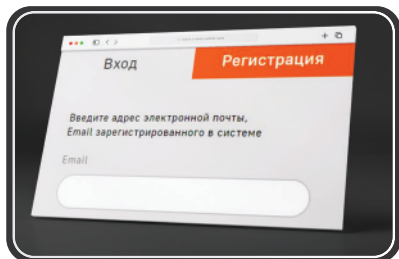 Вход
Регистрация
Введите адрес электронной почты,
Email зарегистрированного в системе
Email